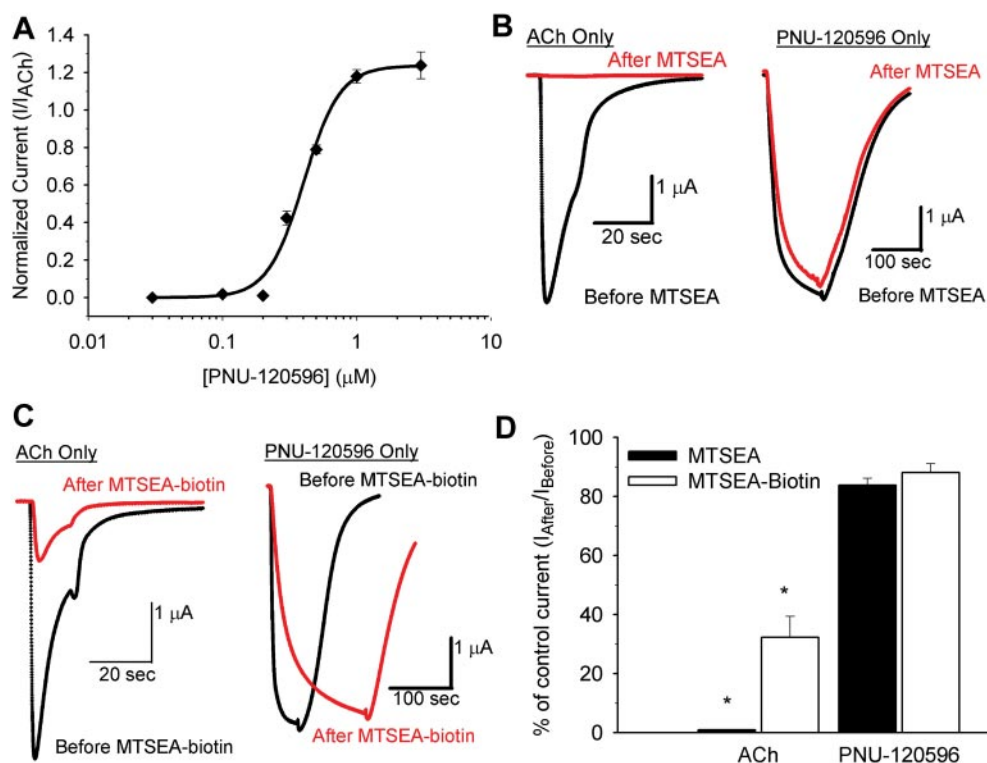 A
Normalized Current (I/IACh)
1.4
1.2
1.0
0.8
0.6
0.4
0.2
0.0
0.01 0.1 1 10
[PNU-120596] (μM)
B
ACh Only
After MTSEA
1 μA
20 sec
Before MTSEA
PNU-120596 Only
After MTSEA
1 μA
100 sec
Before MTSEA
C
ACh Only
After MTSEA-biotin
1 μA
20 sec
Before MTSEA-biotin
PNU-120596 Only
Before MTSEA-biotin
1 μA
100 sec
After MTSEA-biotin
D
% of control current (IAfter/IBefore)
100
80
60
40
20
0
MTSEA
MTSEA-Biotin
*
*
ACh PNU-120596